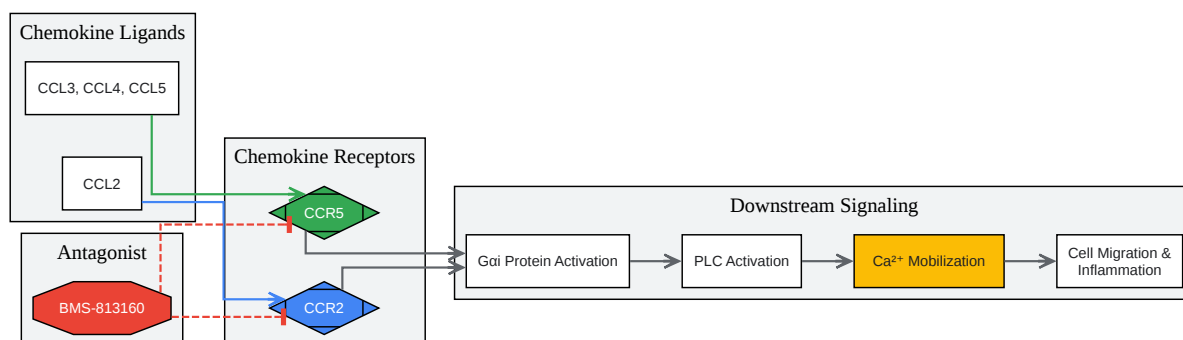 Chemokine Ligands
CCL3, CCL4, CCL5
CCL2
Antagonist
BMS-813160
Chemokine Receptors
CCR5
CCR2
Downstream Signaling
Gαi Protein Activation
PLC Activation
Ca²⁺ Mobilization
Cell Migration &
Inflammation